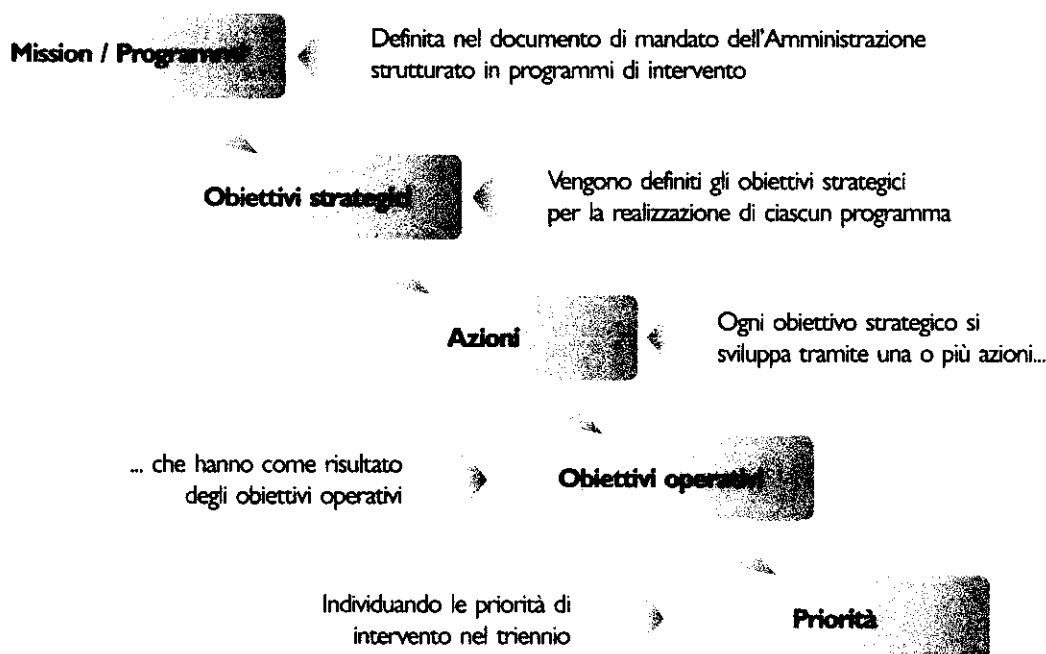 Mission / Programmi
Definita nel documento di mandato dell'Amministrazione
strutturato in programmi di intervento
Obiettivi strategici
Vengono definiti gli obiettivi strategici
per la realizzazione di ciascun programma
Azioni
Ogni obiettivo strategico si
sviluppa tramite una o più azioni...
... che hanno come risultato
degli obiettivi operativi
Obiettivi operativi
Individuando le priorità di
intervento nel triennio
Priorità